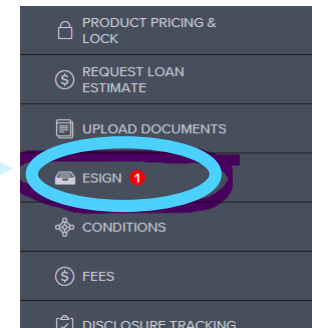 PRODUCT PRICING &
LOCK
REQUEST LOAN
ESTIMATE
UPLOAD DOCUMENTS
ESIGN 1
CONDITIONS
FEES
DISCLOSURE TRACKING